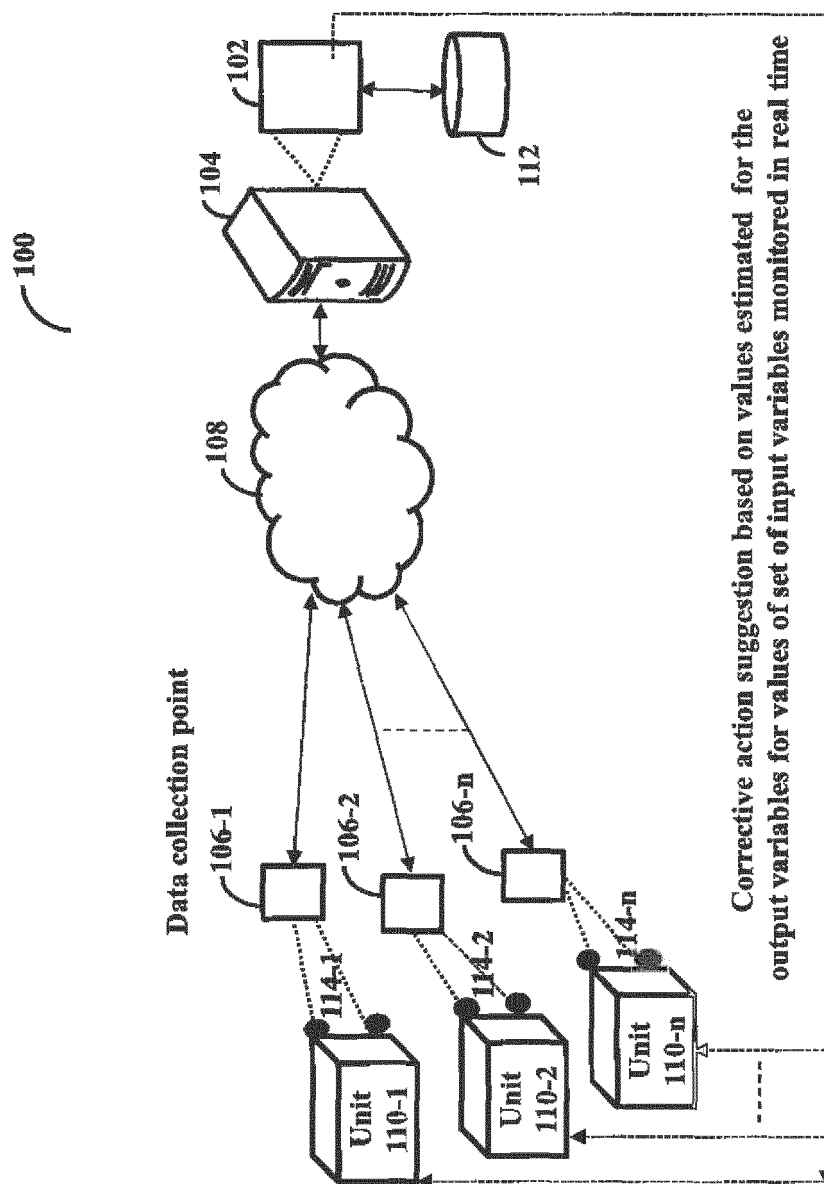 100
102
104
112
108
Data collection point
106-1
106-2
106-n
114-1
114-2
114-n
Unit
110-1
Unit
110-2
Unit
110-n
Corrective action suggestion based on values estimated for the
output variables for values of set of input variables monitored in real time